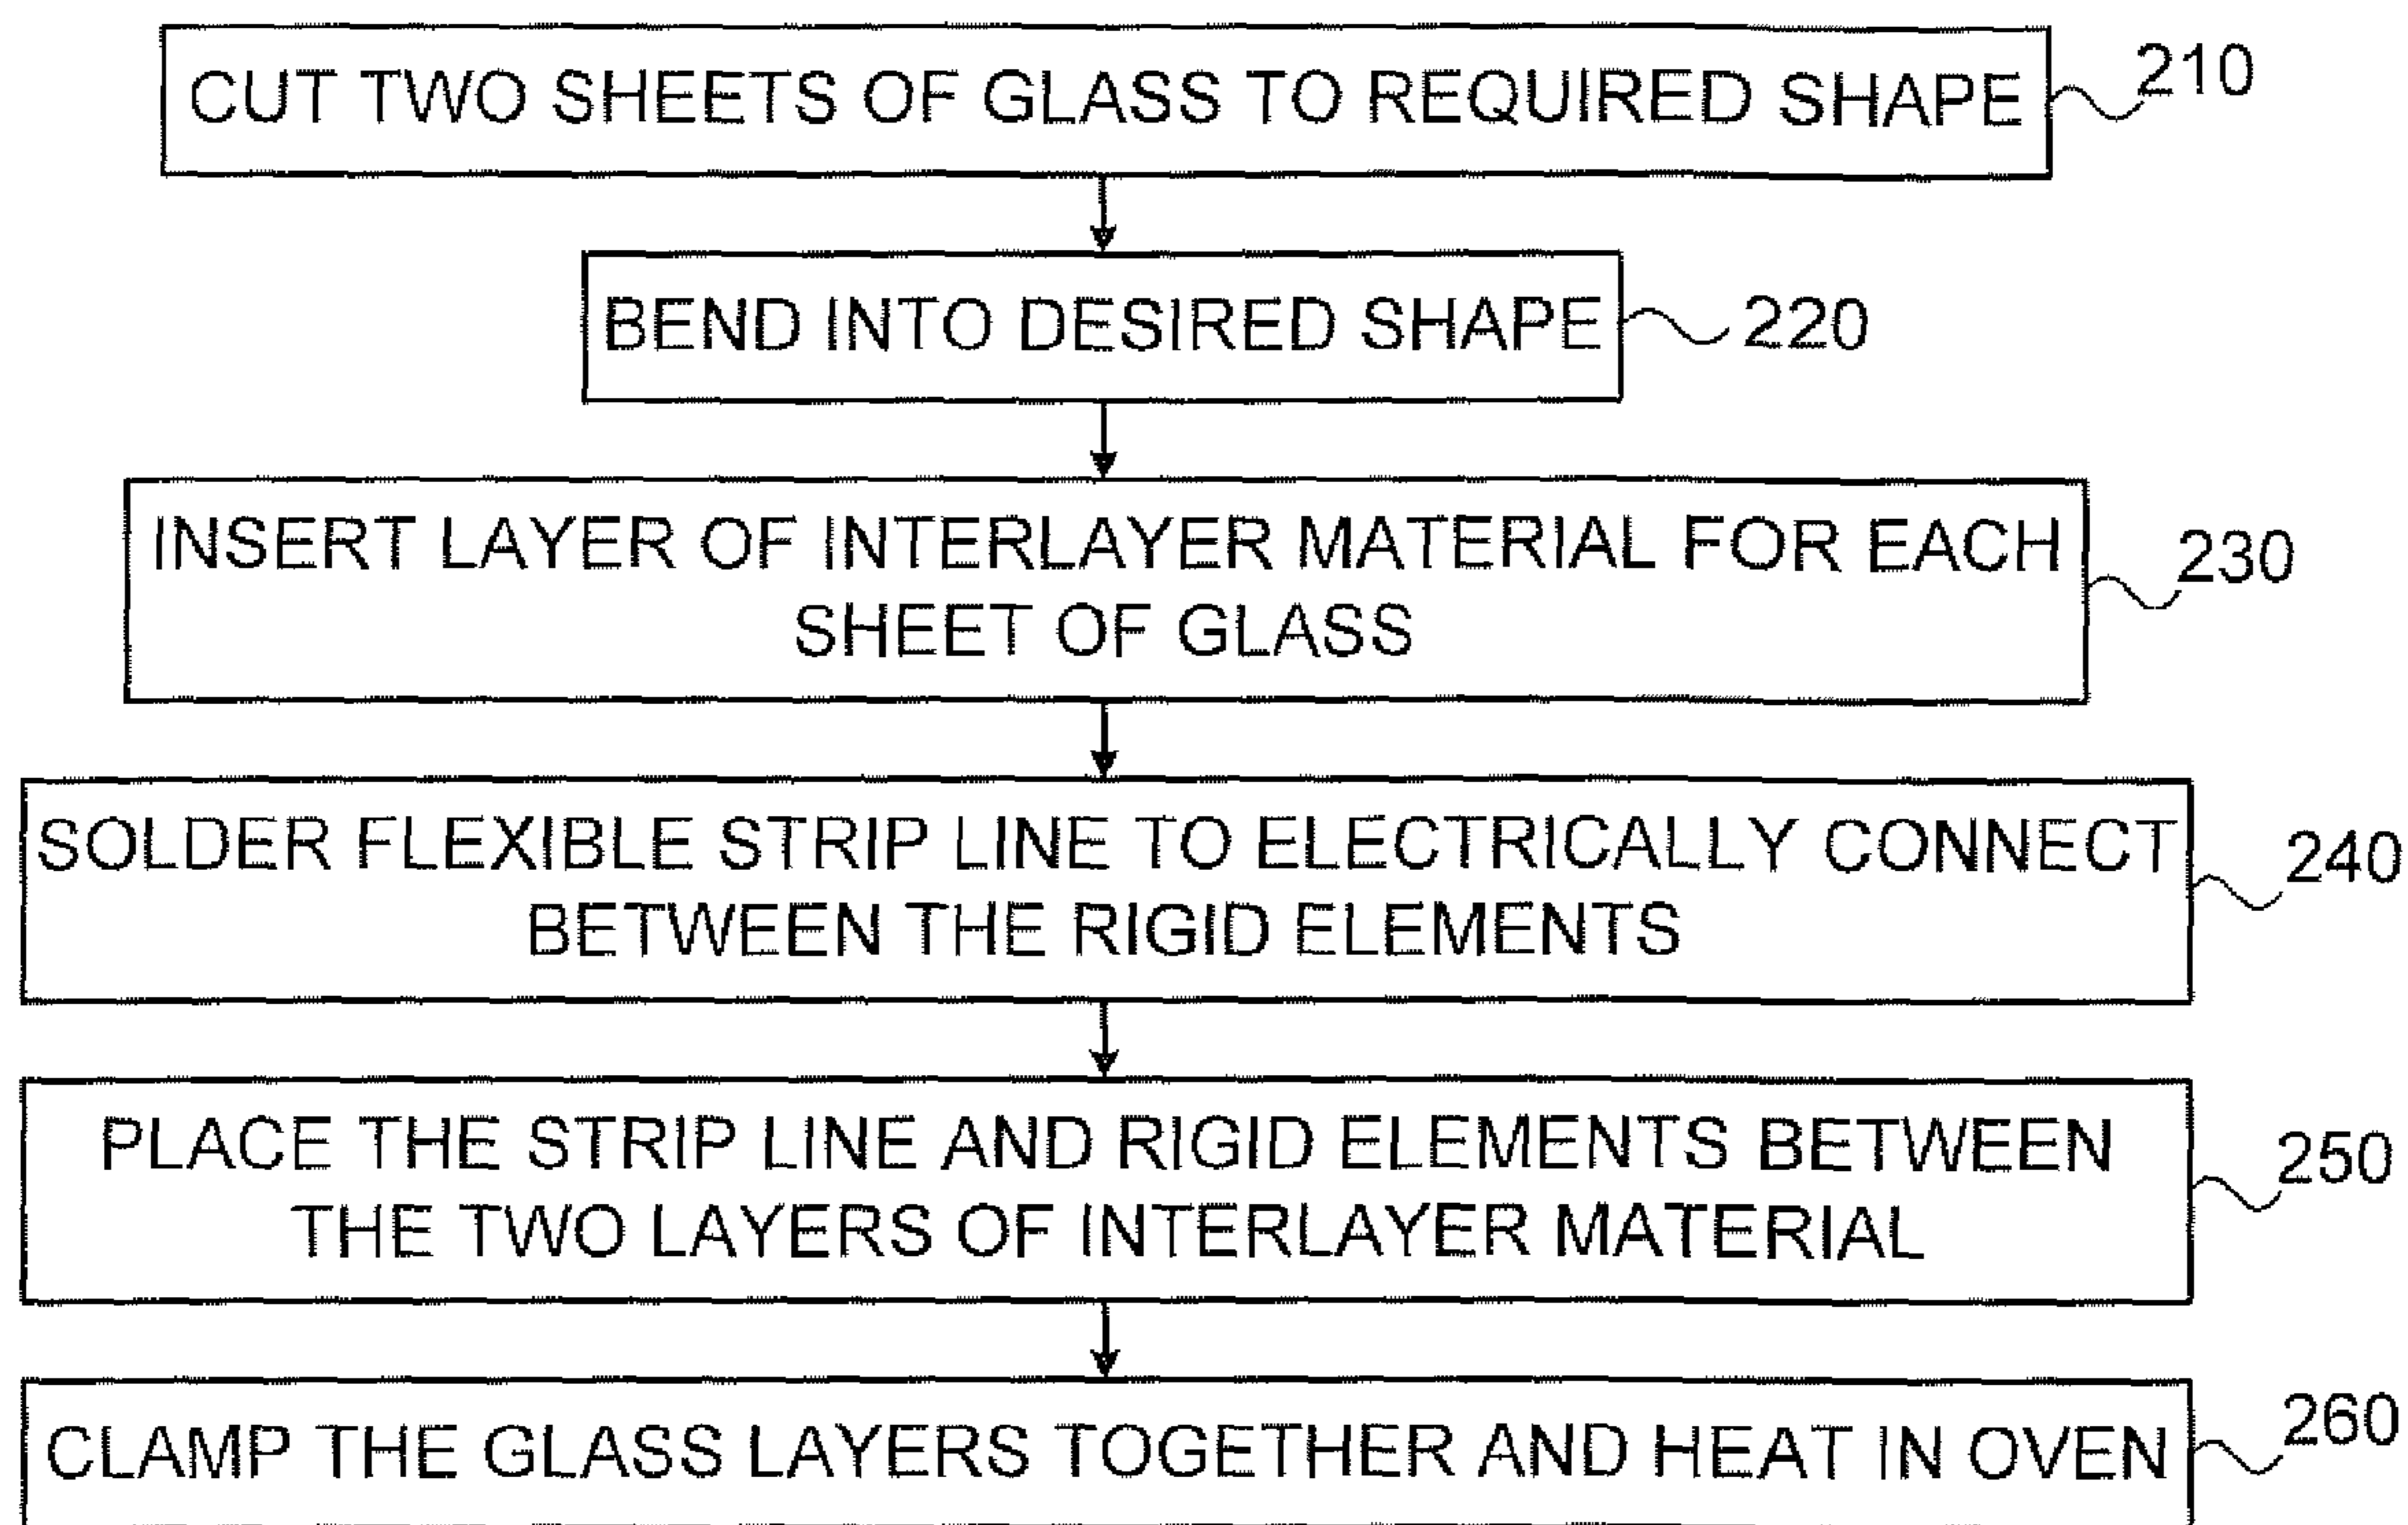 CUT TWO SHEETS OF GLASS TO REQUIRED SHAPE
210
BEND INTO DESIRED SHAPE
220
INSERT LAYER OF INTERLAYER MATERIAL FOR EACH
SHEET OF GLASS
230
SOLDER FLEXIBLE STRIP LINE TO ELECTRICALLY CONNECT
BETWEEN THE RIGID ELEMENTS
240
PLACE THE STRIP LINE AND RIGID ELEMENTS BETWEEN
THE TWO LAYERS OF INTERLAYER MATERIAL
250
CLAMP THE GLASS LAYERS TOGETHER AND HEAT IN OVEN
260